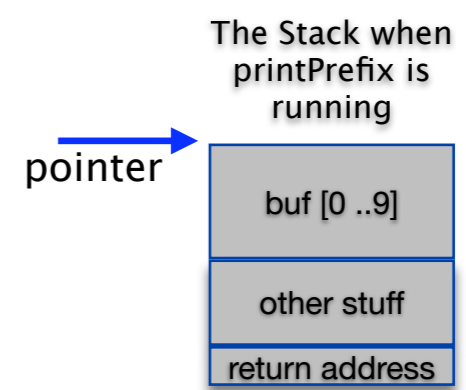 The Stack when
printPrefix is
running
pointer
buf [0 ..9]
other stuff
return address